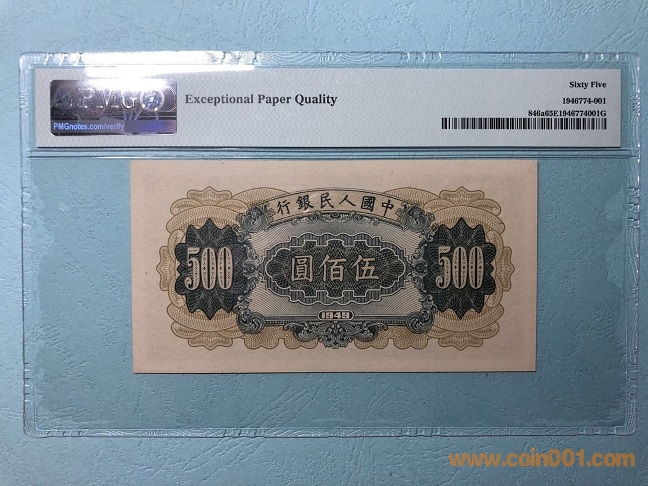 PMG
PMGnotes.com/verify
Exceptional Paper Quality
Sixty Five
1946774-001
846a65E1946774001G
行銀民人國中
500
圓佰伍
500
1949
www.coin001.com